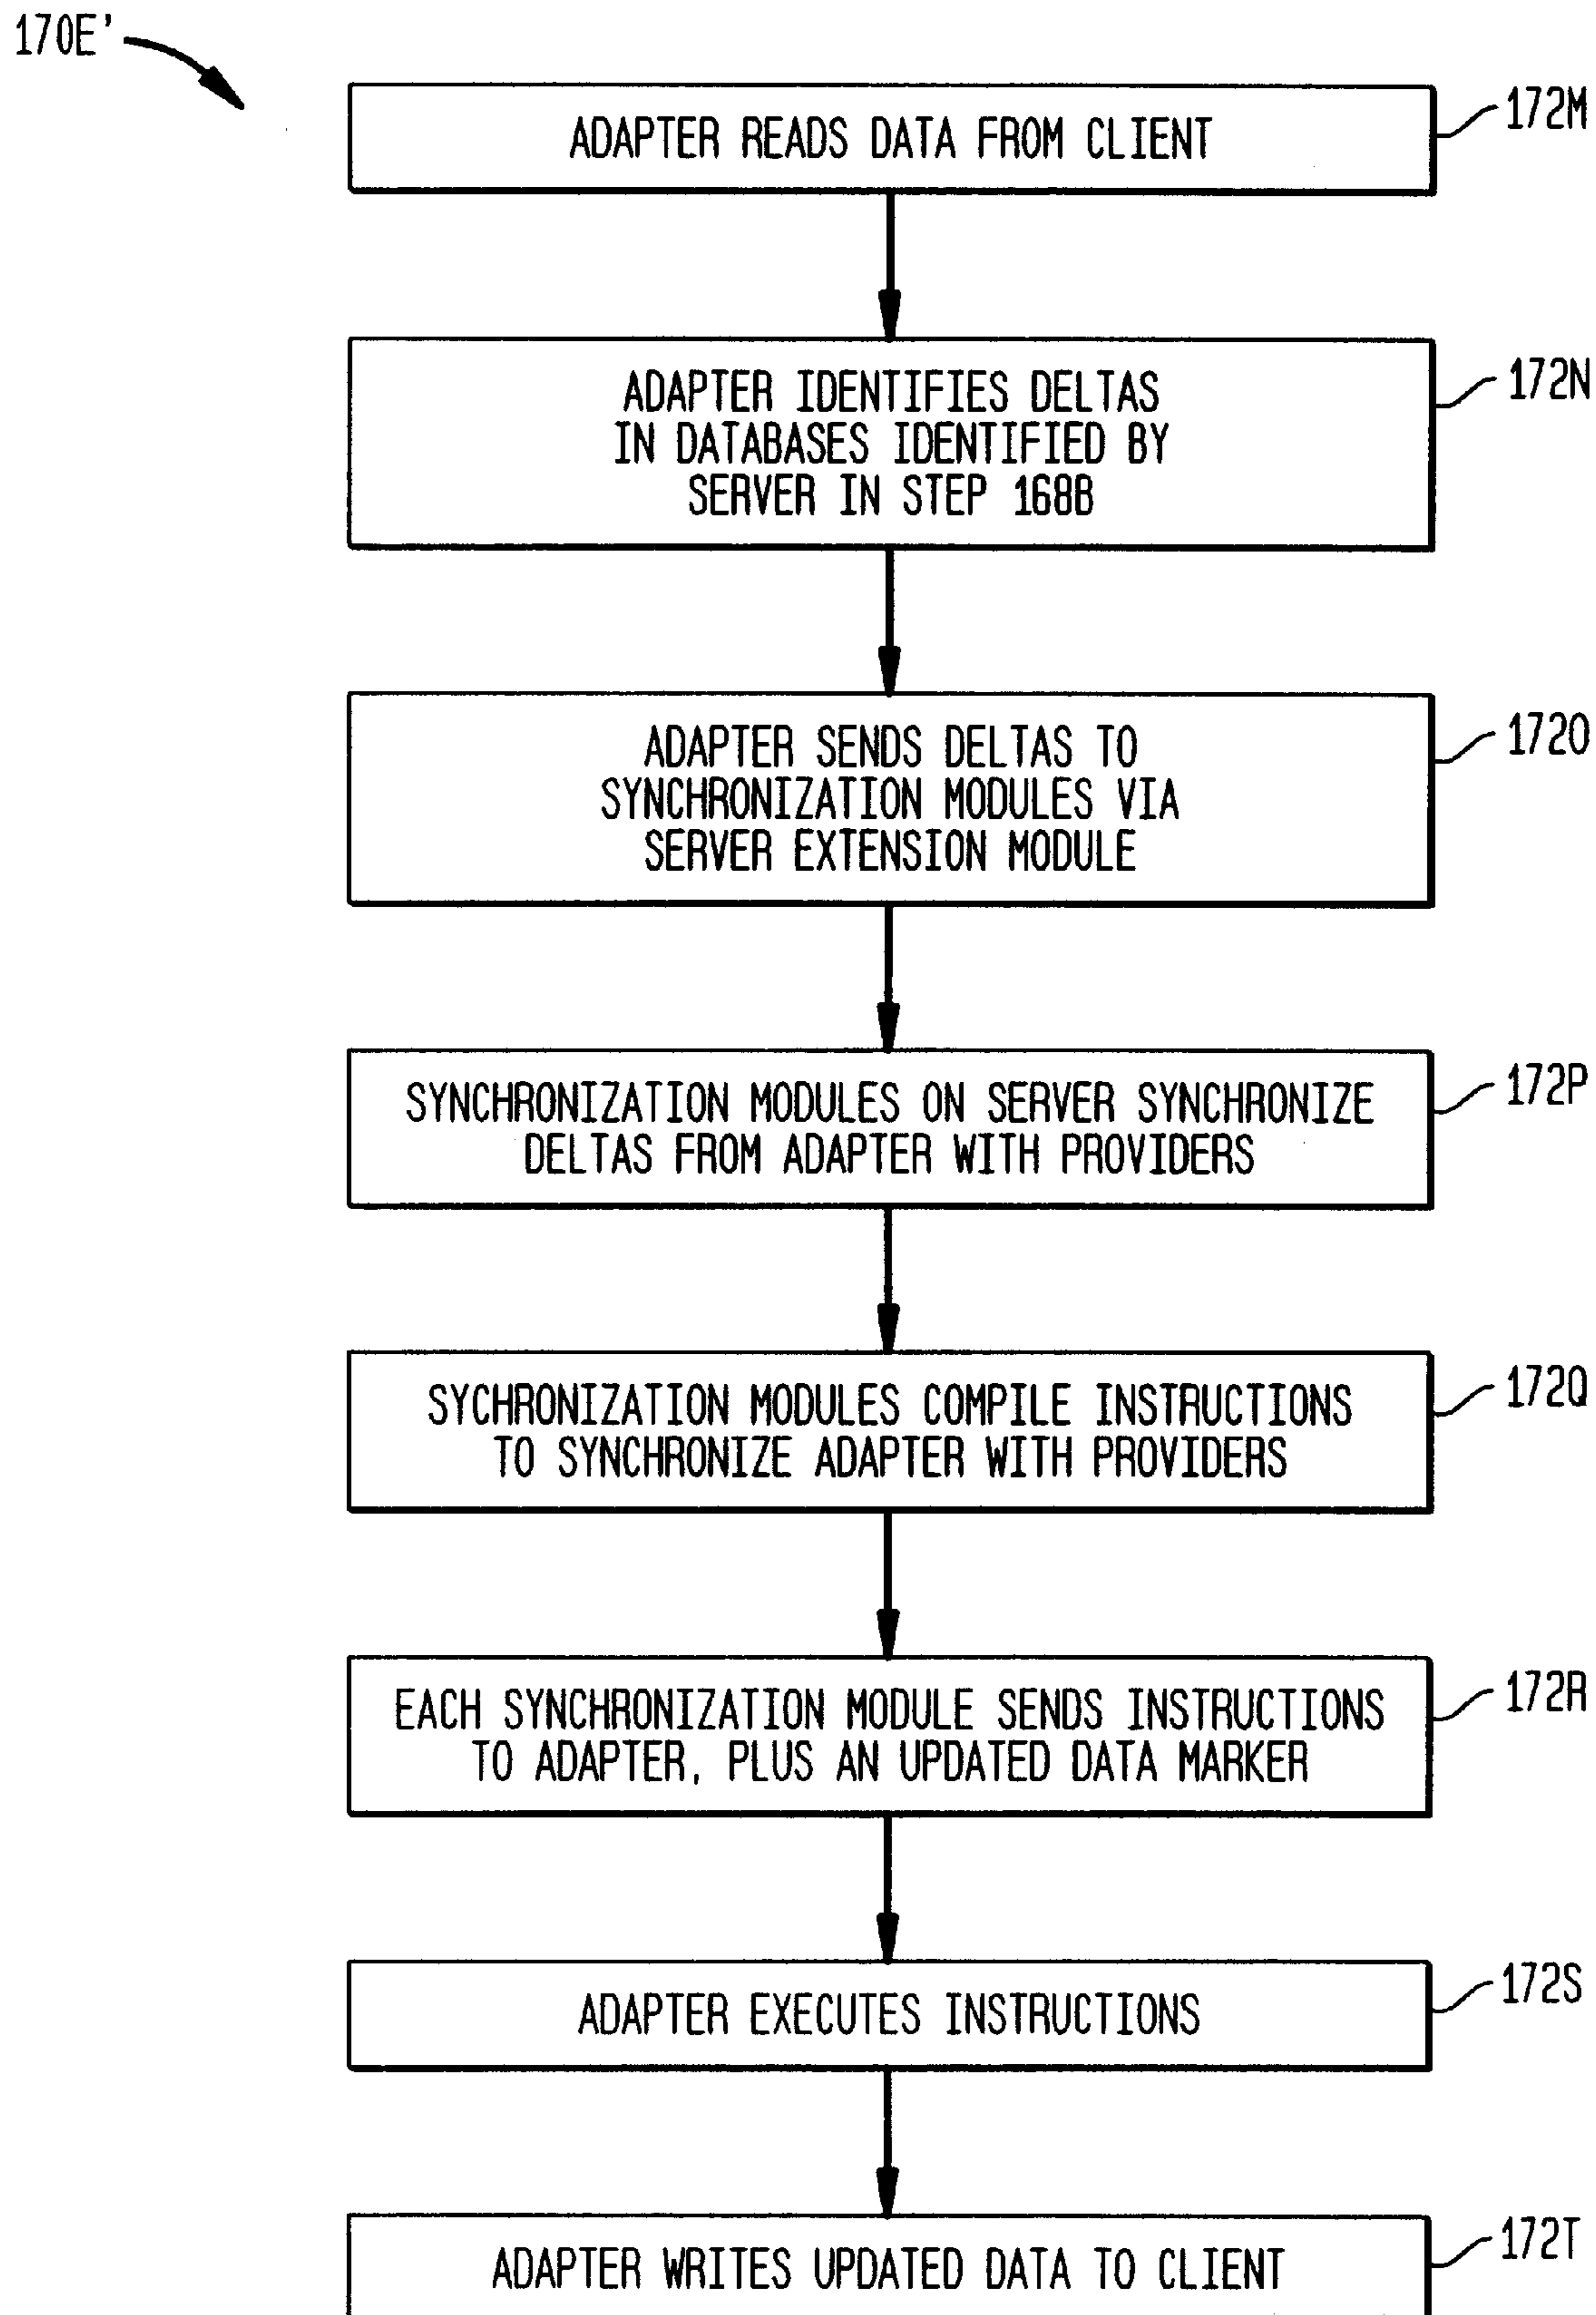 170E'
ADAPTER READS DATA FROM CLIENT
172M
ADAPTER IDENTIFIES DELTAS
IN DATABASES IDENTIFIED BY
SERVER IN STEP 168B
172N
ADAPTER SENDS DELTAS TO
SYNCHRONIZATION MODULES VIA
SERVER EXTENSION MODULE
172O
SYNCHRONIZATION MODULES ON SERVER SYNCHRONIZE
DELTAS FROM ADAPTER WITH PROVIDERS
172P
SYCHRONIZATION MODULES COMPILE INSTRUCTIONS
TO SYNCHRONIZE ADAPTER WITH PROVIDERS
172Q
EACH SYNCHRONIZATION MODULE SENDS INSTRUCTIONS
TO ADAPTER, PLUS AN UPDATED DATA MARKER
172R
ADAPTER EXECUTES INSTRUCTIONS
172S
ADAPTER WRITES UPDATED DATA TO CLIENT
172T